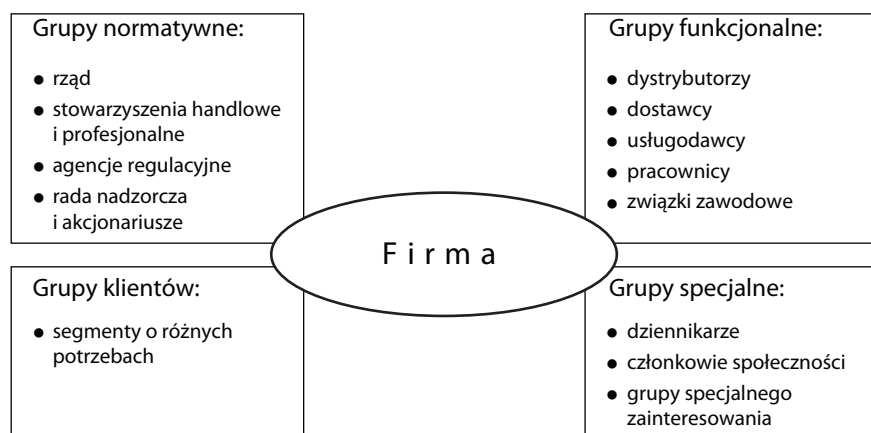 Grupy normatywne:
● rząd
● stowarzyszenia handlowe
i profesjonalne
● agencje regulacyjne
● rada nadzorcza
i akcjonariusze
Grupy funkcjonalne:
● dystrybutorzy
● dostawcy
● usługodawcy
● pracownicy
● związki zawodowe
Firma
Grupy klientów:
● segmenty o różnych
potrzebach
Grupy specjalne:
● dziennikarze
● członkowie społeczności
● grupy specjalnego
zainteresowania